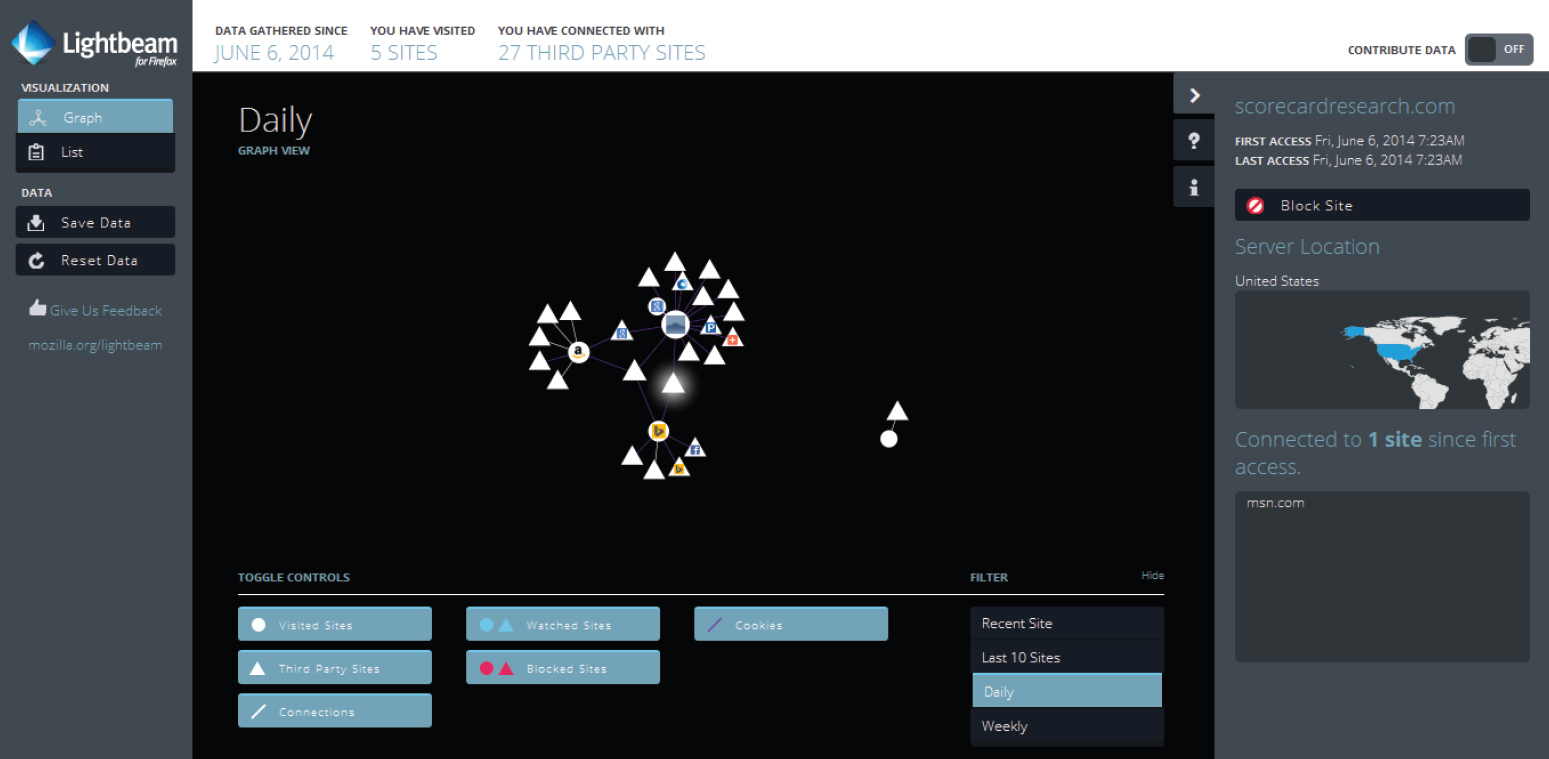 Lightbeam
for Firefox
DATA GATHERED SINCE
JUNE 6, 2014
YOU HAVE VISITED
5 SITES
YOU HAVE CONNECTED WITH
27 THIRD PARTY SITES
CONTRIBUTE DATA OFF
VISUALIZATION
Graph
List
DATA
Save Data
Reset Data
Give Us Feedback
mozilla.org/lightbeam
Daily
GRAPH VIEW
TOGGLE CONTROLS
Visited Sites
Watched Sites
Cookies
Third Party Sites
Blocked Sites
Connections
FILTER
Hide
Recent Site
Last 10 Sites
Daily
Weekly
scorecardresearch.com
FIRST ACCESS Fri, June 6, 2014 7:23AM
LAST ACCESS Fri, June 6, 2014 7:23AM
Block Site
Server Location
United States
Connected to 1 site since first
access.
msn.com